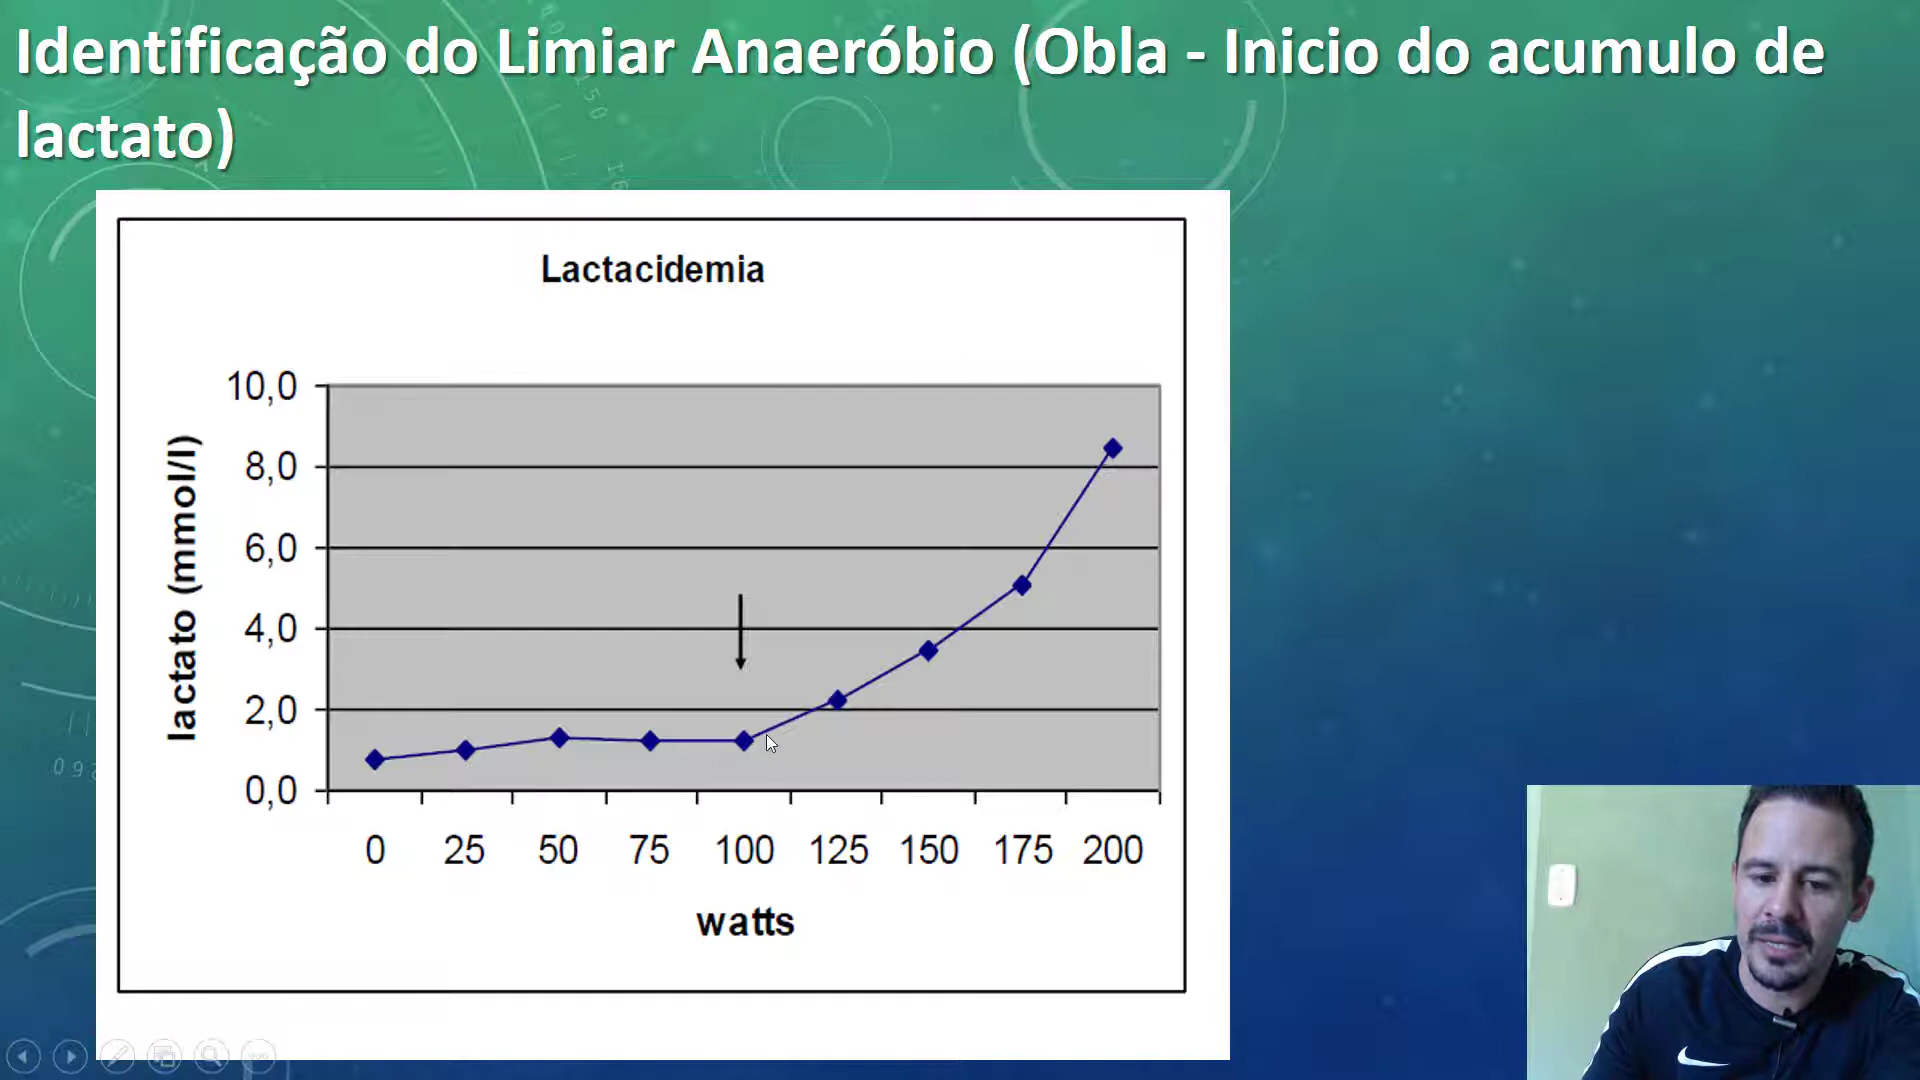 Identificação do Limiar Anaeróbio (Obla - Inicio do acumulo de
lactato)
Lactacidemia
10,0
8,0
6,0
4,0
2,0
0,0
lactato (mmol/l)
0 25 50 75 100 125 150 175 200
watts
150